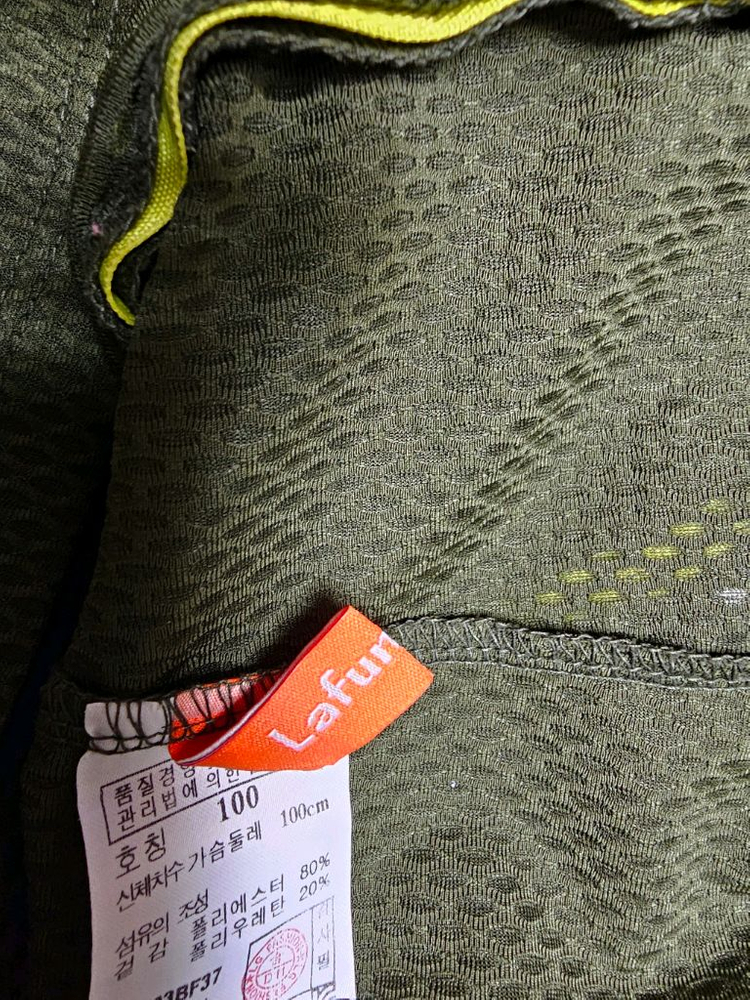 Lafum
품질경영
관리법에 의한
호칭 100
신체치수 가슴둘레 100cm
섬유의 조성
겉 감 폴리에스터 80%
폴리우레탄 20%
3BF37